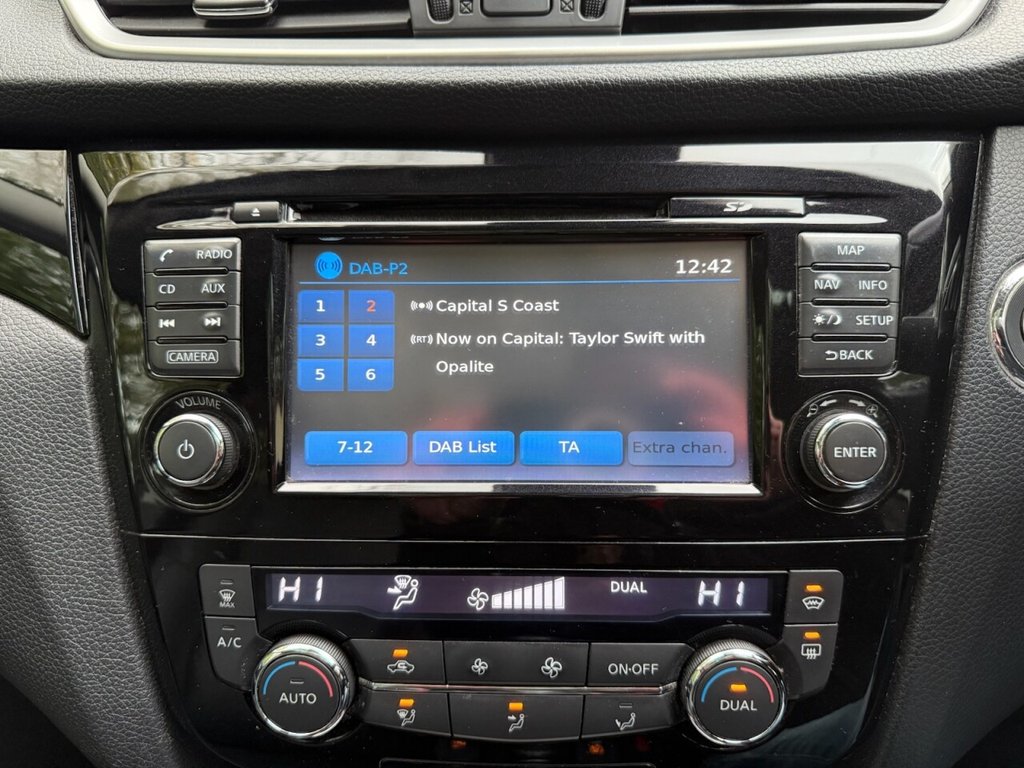 SD
RADIO
CD AUX
CAMERA
VOLUME
DAB-P2 12:42
1 2
3 4
5 6
Capital S Coast
(RT) Now on Capital: Taylor Swift with
Opalite
7-12 DAB List TA Extra chan.
MAP
NAV INFO
SETUP
BACK
ENTER
HI DUAL HI
MAX
A/C
AUTO
ON·OFF
DUAL